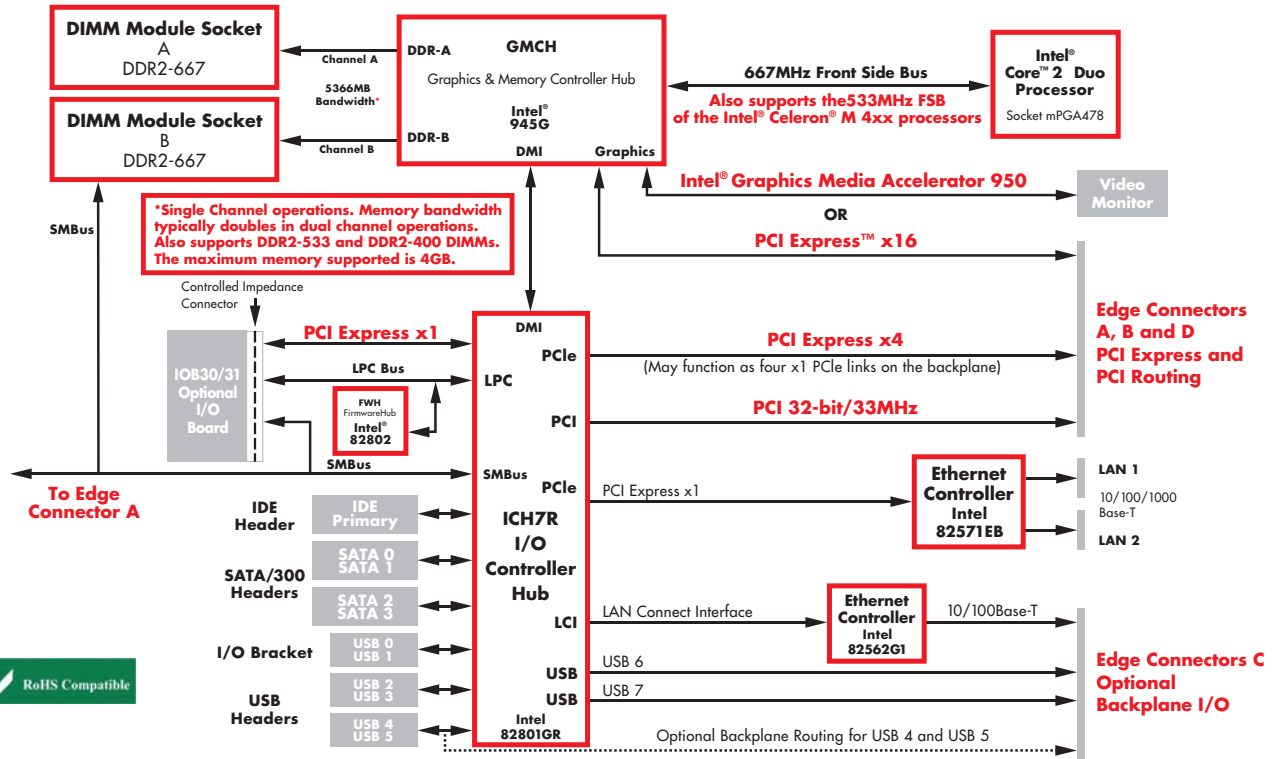 DIMM Module Socket
A
DDR2-667
DIMM Module Socket
B
DDR2-667
Channel A
5366MB
Bandwidth*
Channel B
DDR-A
GMCH
Graphics & Memory Controller Hub
Intel®
945G
DDR-B
DMI
Graphics
667MHz Front Side Bus
Also supports the533MHz FSB
of the Intel® Celeron® M 4xx processors
Intel®
Core™ 2 Duo
Processor
Socket mPGA478
Intel® Graphics Media Accelerator 950
OR
PCI Express™ x16
Video
Monitor
SMBus
*Single Channel operations. Memory bandwidth
typically doubles in dual channel operations.
Also supports DDR2-533 and DDR2-400 DIMMs.
The maximum memory supported is 4GB.
Controlled Impedance
Connector
IOB30/31
Optional
I/O
Board
PCI Express x1
LPC Bus
FWH
FirmwareHub
Intel®
82802
SMBus
To Edge
Connector A
DMI
PCIe
LPC
PCI
SMBus
PCIe
ICH7R
I/O
Controller
Hub
LCI
USB
USB
Intel
82801GR
PCI Express x4
(May function as four x1 PCIe links on the backplane)
PCI 32-bit/33MHz
Edge Connectors
A, B and D
PCI Express and
PCI Routing
PCI Express x1
Ethernet
Controller
Intel
82571EB
LAN 1
10/100/1000
Base-T
LAN 2
IDE
Header
IDE
Primary
SATA/300
Headers
SATA 0
SATA 1
SATA 2
SATA 3
I/O Bracket
USB 0
USB 1
USB
Headers
USB 2
USB 3
USB 4
USB 5
LAN Connect Interface
Ethernet
Controller
Intel
82562G1
10/100Base-T
USB 6
USB 7
Optional Backplane Routing for USB 4 and USB 5
Edge Connectors C
Optional
Backplane I/O
RoHS Compatible